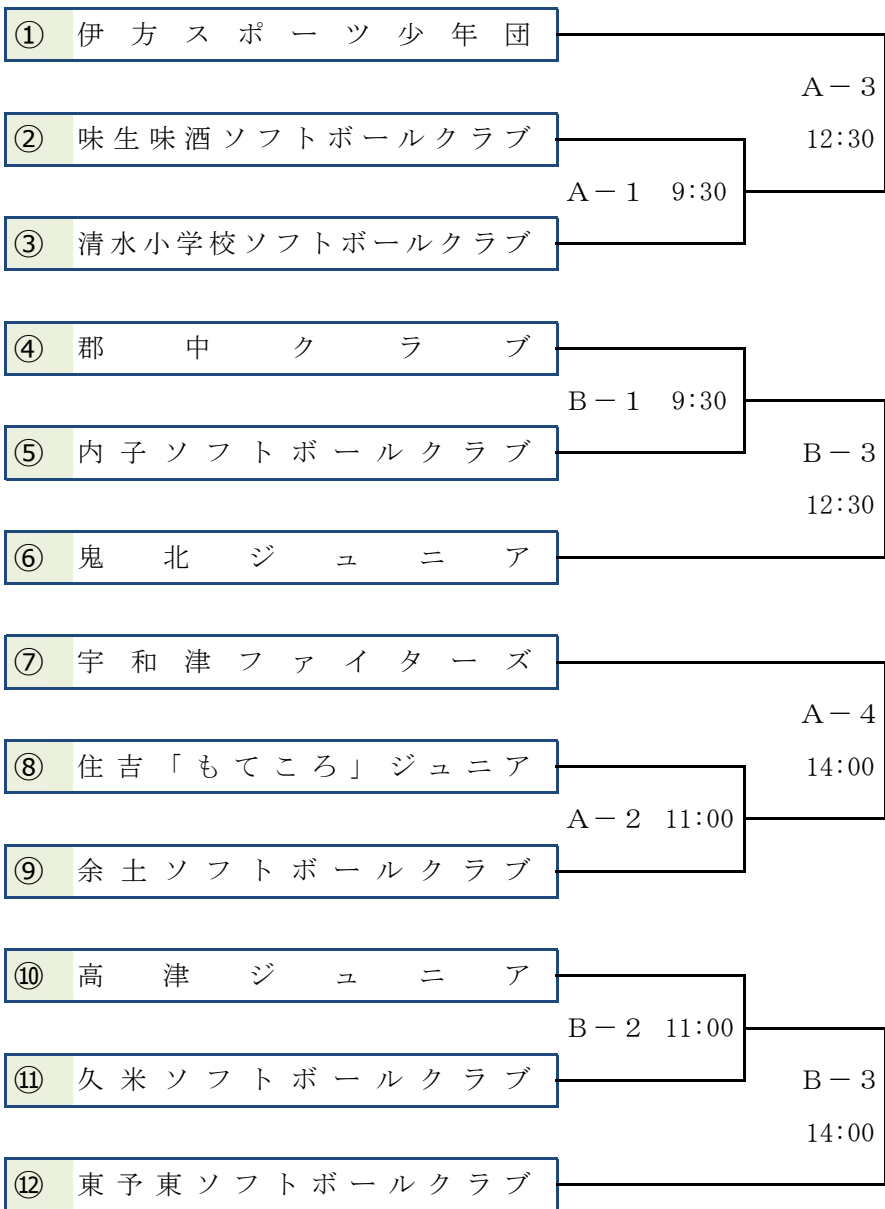 ① 伊方スポーツ少年団
A－3
② 味生味酒ソフトボールクラブ
12:30
A－1 9:30
③ 清水小学校ソフトボールクラブ
④ 郡中クラブ
B－1 9:30
⑤ 内子ソフトボールクラブ
B－3
12:30
⑥ 鬼北ジュニア
⑦ 宇和津ファイターズ
A－4
⑧ 住吉「もてころ」ジュニア
14:00
A－2 11:00
⑨ 余土ソフトボールクラブ
⑩ 高津ジュニア
B－2 11:00
⑪ 久米ソフトボールクラブ
B－3
14:00
⑫ 東予東ソフトボールクラブ